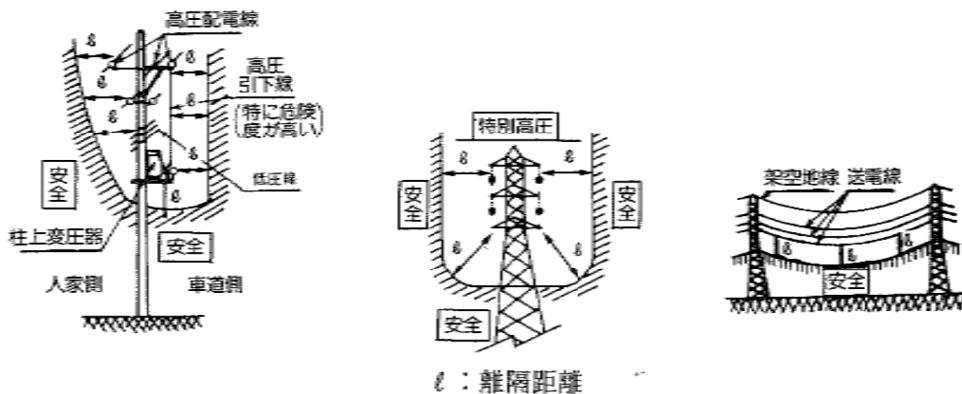 高圧配電線
ℓ
ℓ
ℓ
ℓ
高圧
引下線
(特に危険
度が高い)
ℓ
ℓ
ℓ
低圧線
安全
柱上変圧器
安全
人家側
車道側
特別高圧
ℓ
ℓ
安全
安全
ℓ
ℓ
安全
架空地線 送電線
ℓ
ℓ
ℓ
安全
ℓ：離隔距離